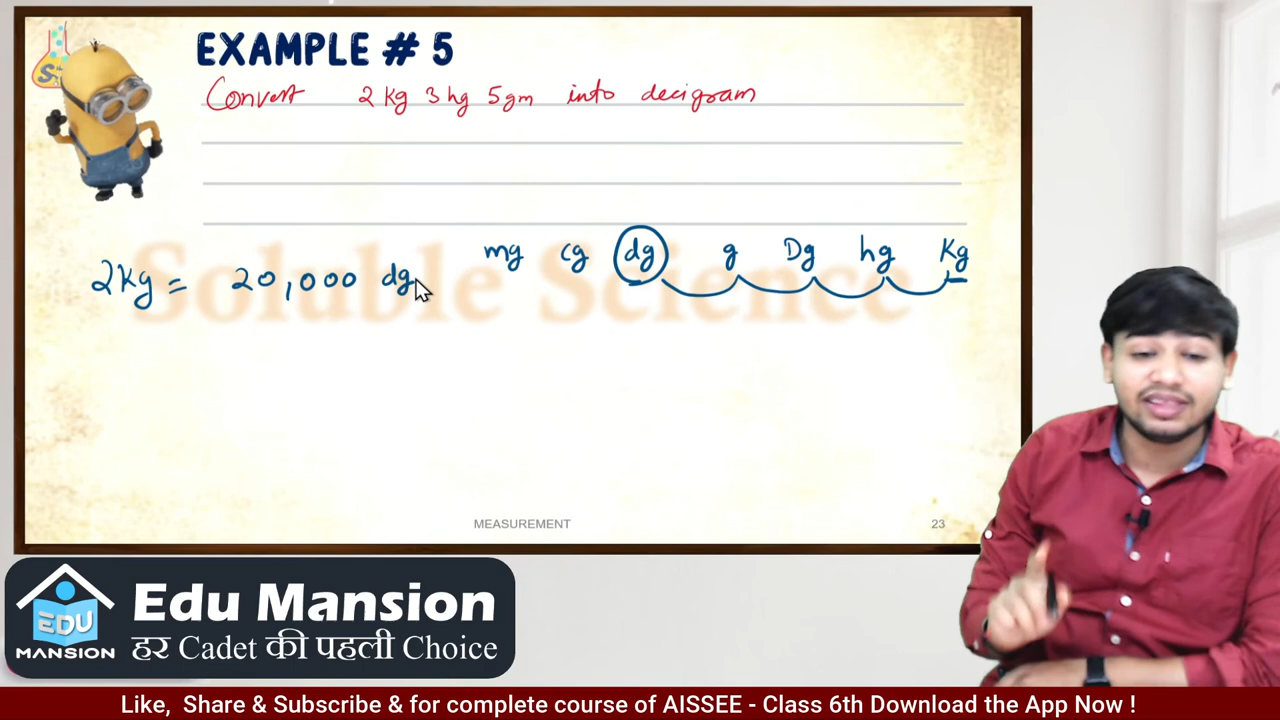 EXAMPLE # 5
Convert 2 Kg 3 hg 5 gm into decigram
mg cg dg g Dg hg Kg
2Kg = 20,000 dg
Soluble Science
MEASUREMENT 23
EDU
MANSION
Edu Mansion
हर Cadet की पहली Choice
Like, Share & Subscribe & for complete course of AISSEE - Class 6th Download the App Now !